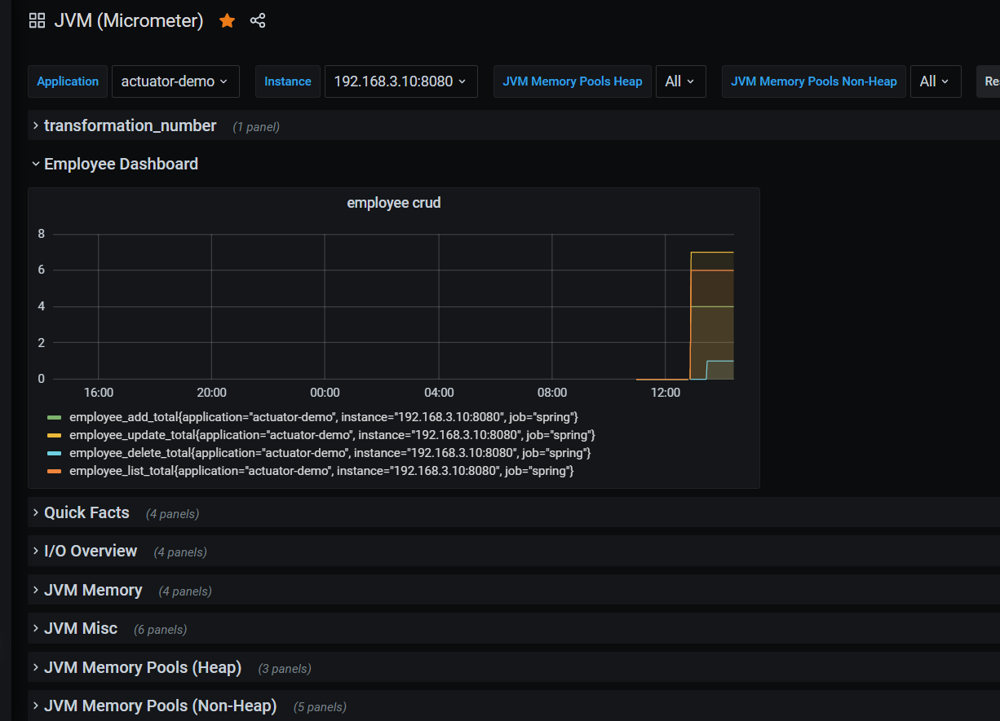 JVM (Micrometer)
Application actuator-demo Instance 192.168.3.10:8080 JVM Memory Pools Heap All JVM Memory Pools Non-Heap All
transformation_number (1 panel)
Employee Dashboard
employee crud
8
6
4
2
0
16:00 20:00 00:00 04:00 08:00 12:00
employee_add_total{application="actuator-demo", instance="192.168.3.10:8080", job="spring"}
employee_update_total{application="actuator-demo", instance="192.168.3.10:8080", job="spring"}
employee_delete_total{application="actuator-demo", instance="192.168.3.10:8080", job="spring"}
employee_list_total{application="actuator-demo", instance="192.168.3.10:8080", job="spring"}
Quick Facts (4 panels)
I/O Overview (4 panels)
JVM Memory (4 panels)
JVM Misc (6 panels)
JVM Memory Pools (Heap) (3 panels)
JVM Memory Pools (Non-Heap) (5 panels)